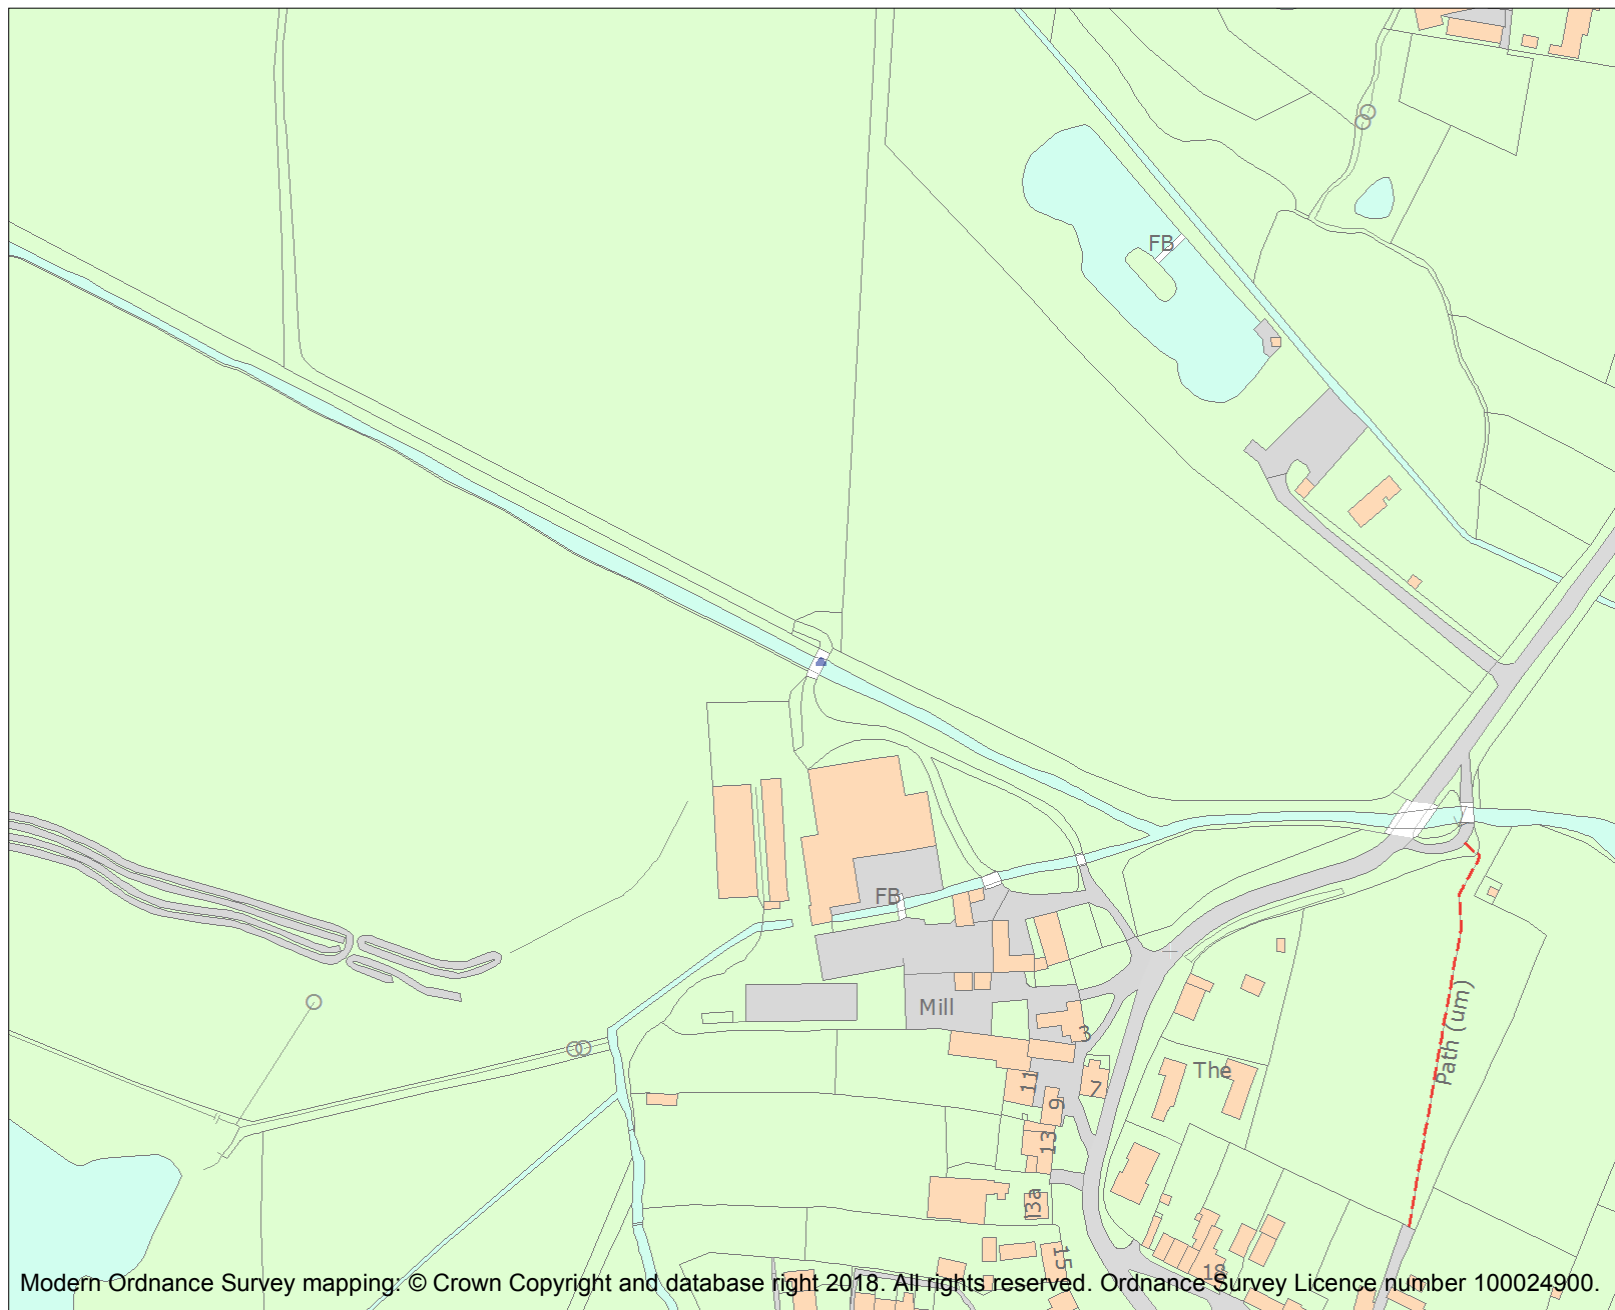 FB
FB
Mill
3
The
Path (um)
11
7
9
13
13a
15
18
Modern Ordnance Survey mapping: © Crown Copyright and database right 2018. All rights reserved. Ordnance Survey Licence number 100024900.